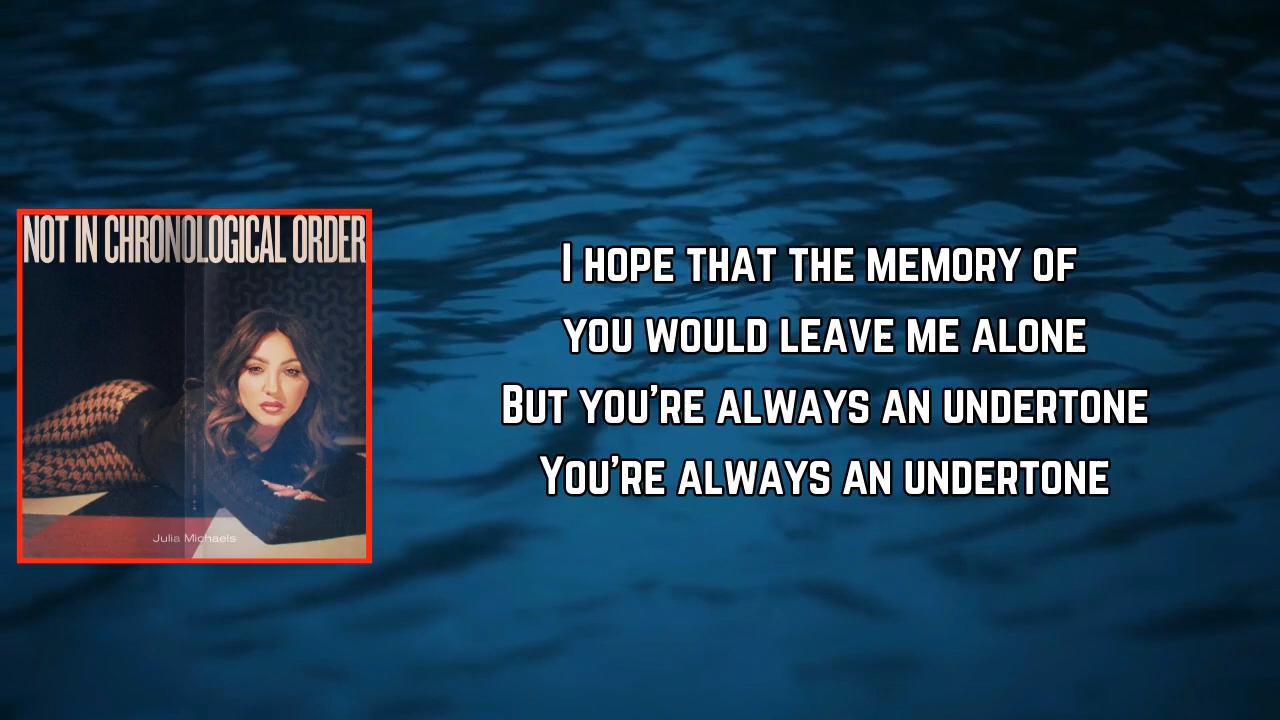 NOT IN CHRONOLOGICAL ORDER
Julia Michaels
I HOPE THAT THE MEMORY OF
YOU WOULD LEAVE ME ALONE
BUT YOU'RE ALWAYS AN UNDERTONE
YOU'RE ALWAYS AN UNDERTONE